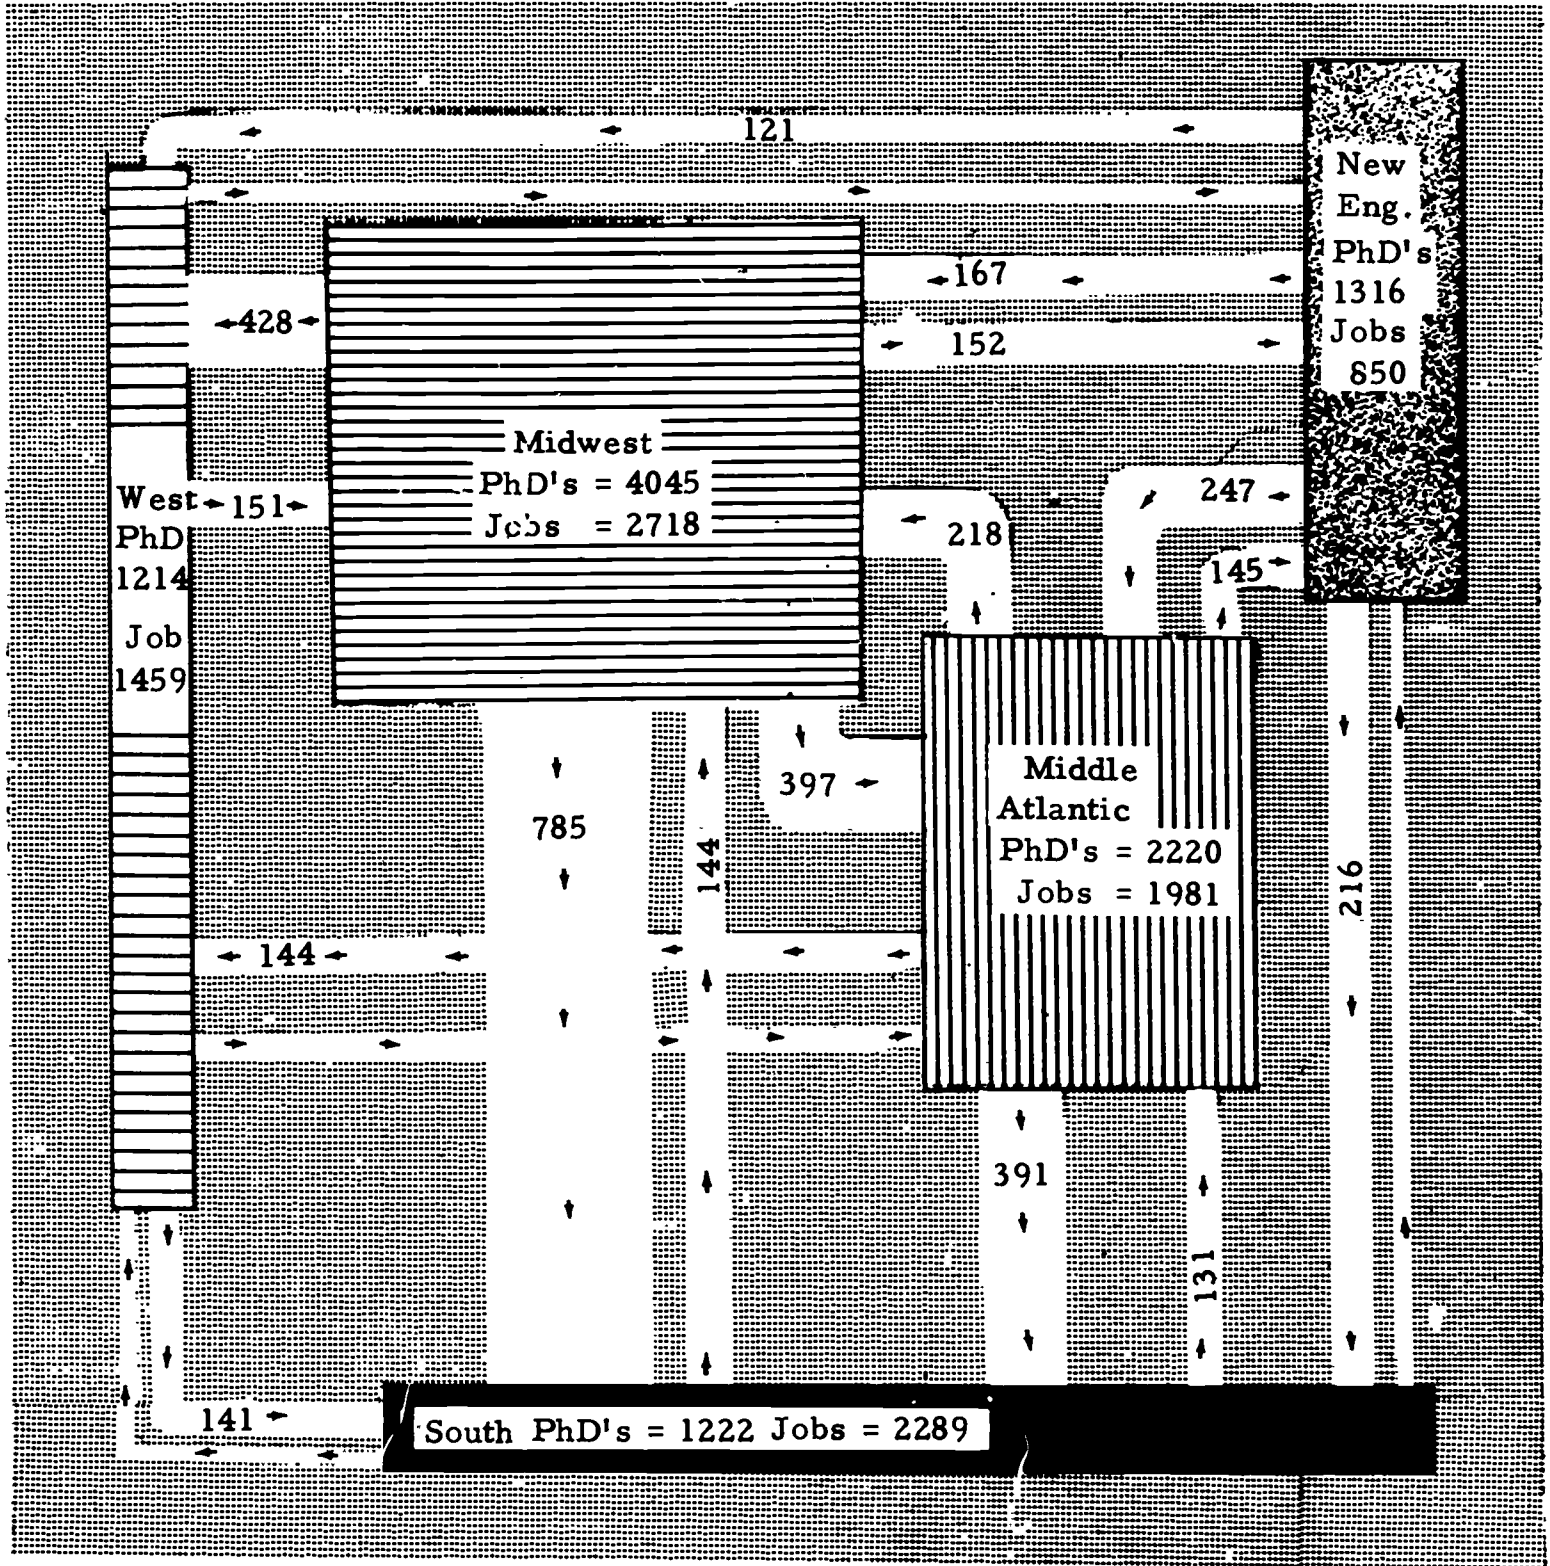 121
New
Eng.
PhD's
1316
Jobs
850
167
428
152
Midwest
PhD's = 4045
Jobs = 2718
West
PhD
1214
Job
1459
151
247
218
145
397
785
144
Middle
Atlantic
PhD's = 2220
Jobs = 1981
216
144
391
131
141
South PhD's = 1222 Jobs = 2289